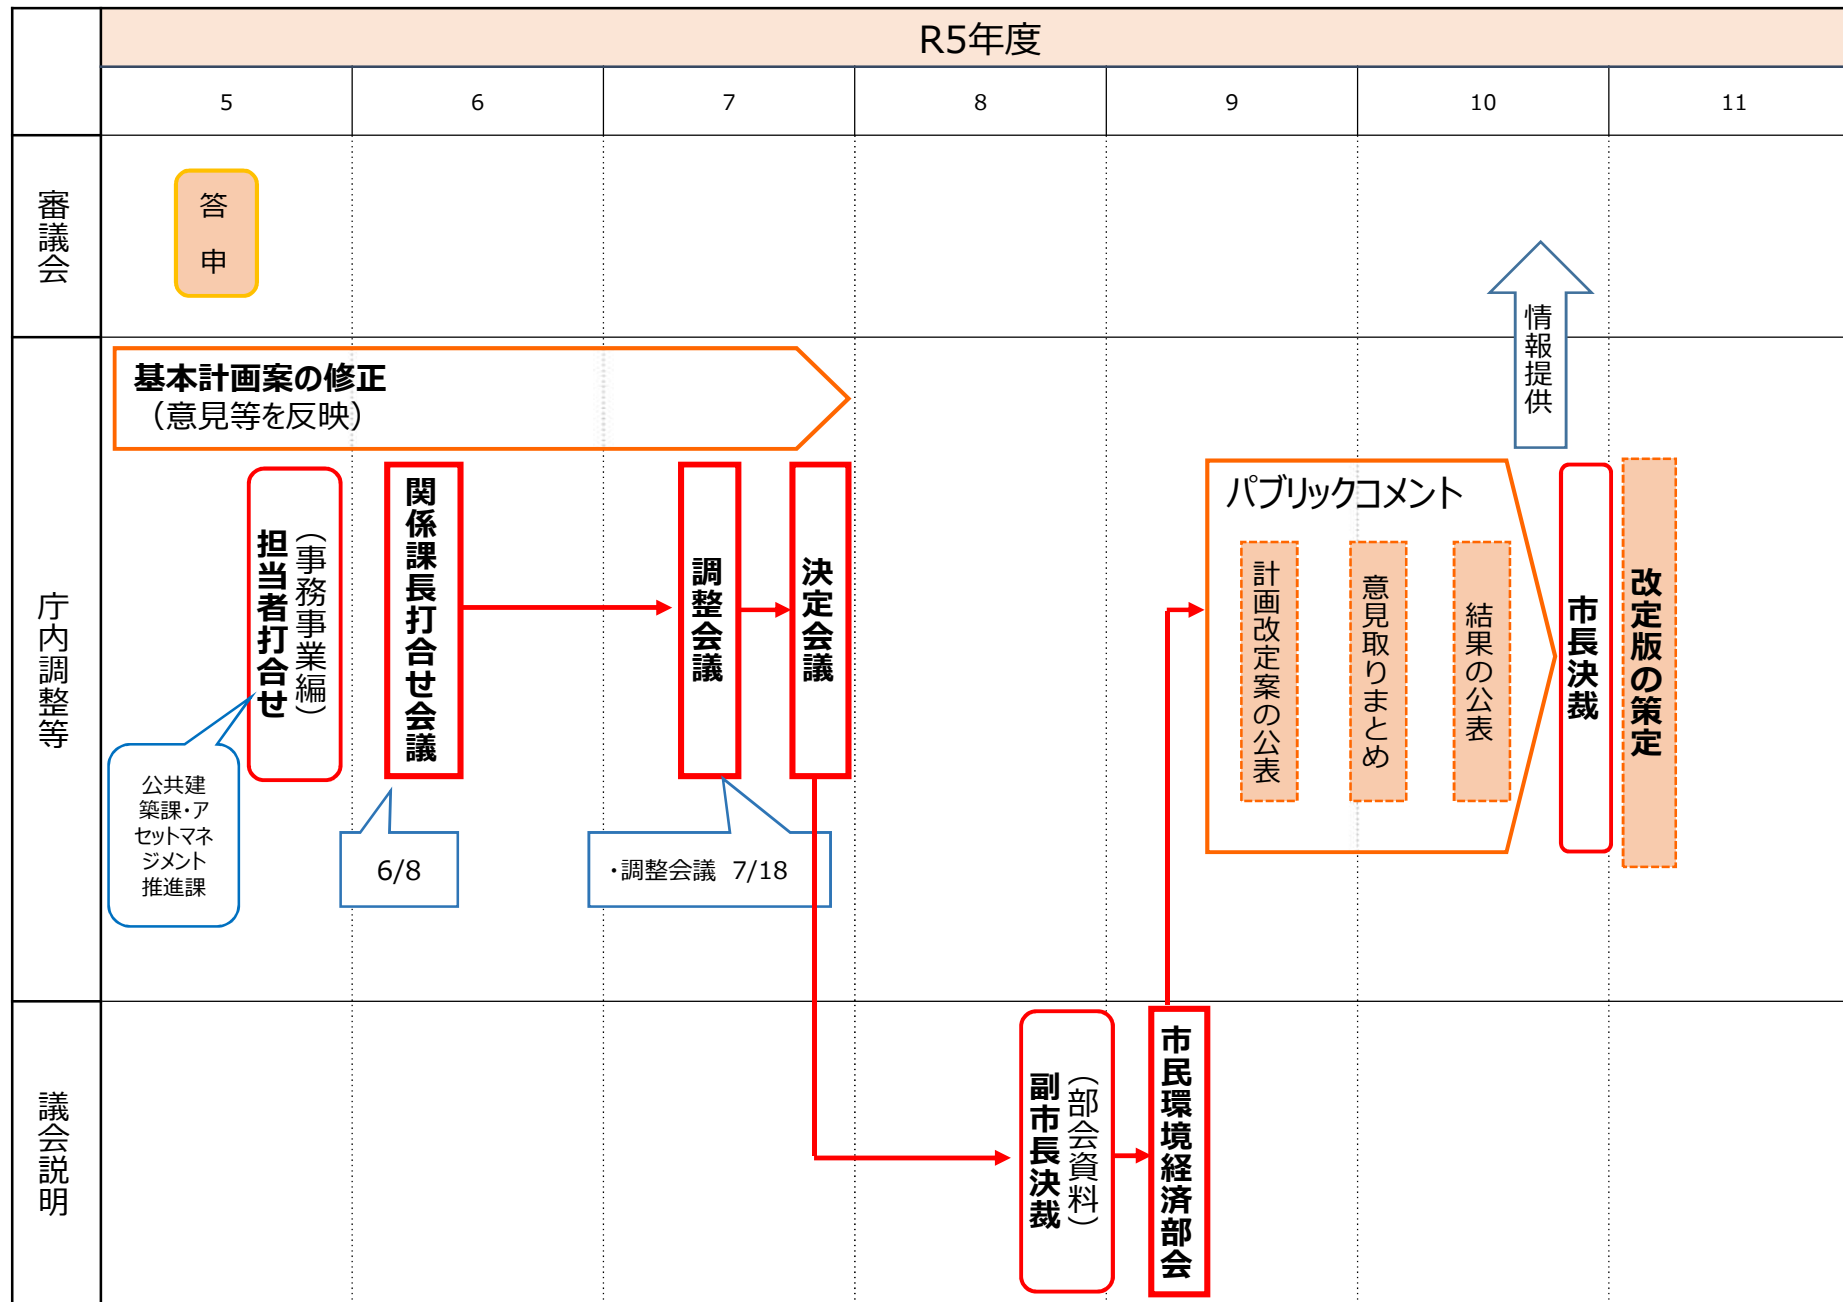 R5年度
5
6
7
8
9
10
11
審議会
答
申
情報提供
庁内調整等
基本計画案の修正
（意見等を反映）
担当者打合せ
（事務事業編）
公共建
築課・ア
セットマネ
ジメント
推進課
関係課長打合せ会議
6/8
調整会議
・調整会議 7/18
決定会議
パブリックコメント
計画改定案の公表
意見取りまとめ
結果の公表
市長決裁
改定版の策定
議会説明
（部会資料）
副市長決裁
市民環境経済部会